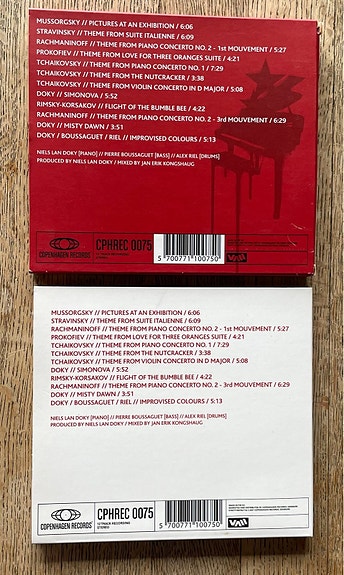 MUSSORGSKY // PICTURES AT AN EXHIBITION / 6:06
STRAVINSKY // THEME FROM SUITE ITALIENNE / 6:09
RACHMANINOFF // THEME FROM PIANO CONCERTO NO. 2 - 1st MOUVEMENT / 5:27
PROKOFIEV // THEME FROM LOVE FOR THREE ORANGES SUITE / 4:21
TCHAIKOVSKY // THEME FROM PIANO CONCERTO NO. 1 / 7:29
TCHAIKOVSKY // THEME FROM THE NUTCRACKER / 3:38
TCHAIKOVSKY // THEME FROM VIOLIN CONCERTO IN D MAJOR / 5:08
DOKY // SIMONOVA / 5:52
RIMSKY-KORSAKOV // FLIGHT OF THE BUMBLE BEE / 4:22
RACHMANINOFF // THEME FROM PIANO CONCERTO NO. 2 - 3rd MOUVEMENT / 6:29
DOKY // MISTY DAWN / 3:51
DOKY / BOUSSAGUET / RIEL // IMPROVISED COLOURS / 5:13
NIELS LAN DOKY [PIANO] // PIERRE BOUSSAGUET [BASS] // ALEX RIEL [DRUMS]
PRODUCED BY NIELS LAN DOKY / MIXED BY JAN ERIK KONGSHAUG
COPENHAGEN RECORDS
CPHREC 0075
5 700771 100750
MUSSORGSKY // PICTURES AT AN EXHIBITION / 6:06
STRAVINSKY // THEME FROM SUITE ITALIENNE / 6:09
RACHMANINOFF // THEME FROM PIANO CONCERTO NO. 2 - 1st MOUVEMENT / 5:27
PROKOFIEV // THEME FROM LOVE FOR THREE ORANGES SUITE / 4:21
TCHAIKOVSKY // THEME FROM PIANO CONCERTO NO. 1 / 7:29
TCHAIKOVSKY // THEME FROM THE NUTCRACKER / 3:38
TCHAIKOVSKY // THEME FROM VIOLIN CONCERTO IN D MAJOR / 5:08
DOKY // SIMONOVA / 5:52
RIMSKY-KORSAKOV // FLIGHT OF THE BUMBLE BEE / 4:22
RACHMANINOFF // THEME FROM PIANO CONCERTO NO. 2 - 3rd MOUVEMENT / 6:29
DOKY // MISTY DAWN / 3:51
DOKY / BOUSSAGUET / RIEL // IMPROVISED COLOURS / 5:13
NIELS LAN DOKY [PIANO] // PIERRE BOUSSAGUET [BASS] // ALEX RIEL [DRUMS]
PRODUCED BY NIELS LAN DOKY / MIXED BY JAN ERIK KONGSHAUG
COPENHAGEN RECORDS
CPHREC 0075
12 TRACK RECORDING
STEREO
5 700771 100750